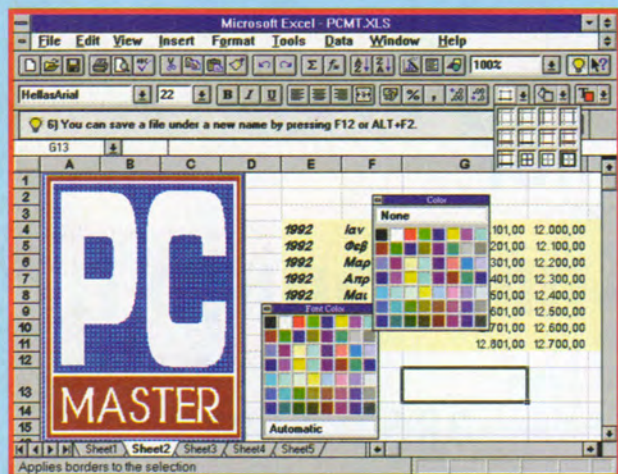 Microsoft Excel - PCMT.XLS
File Edit View Insert Format Tools Data Window Help
100%
HellasArial 22 B I U
6] You can save a file under a new name by pressing F12 or ALT+F2.
G13
A B C D E F G
1
2
3
4 1992 Ιαν .101,00 12.000,00
5 1992 Φεβ .201,00 12.100,00
6 1992 Μαρ .301,00 12.200,00
7 1992 Απρ .401,00 12.300,00
8 1992 Μαι .501,00 12.400,00
9 .601,00 12.500,00
10 .701,00 12.600,00
11 12.801,00 12.700,00
12
13
14
15
Color
None
Font Color
Automatic
PC
MASTER
Sheet1 Sheet2 Sheet3 Sheet4 Sheet5
Applies borders to the selection